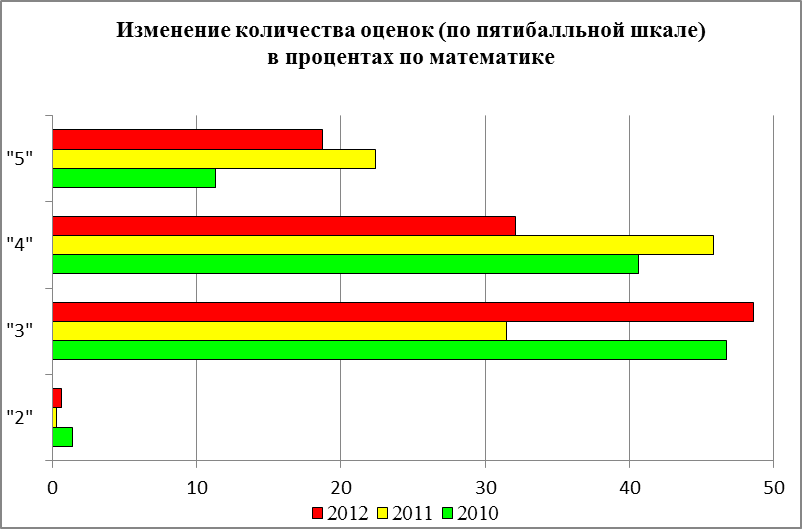 Изменение количества оценок (по пятибалльной шкале)
в процентах по математике
"5"
"4"
"3"
"2"
0 10 20 30 40 50
2012 2011 2010